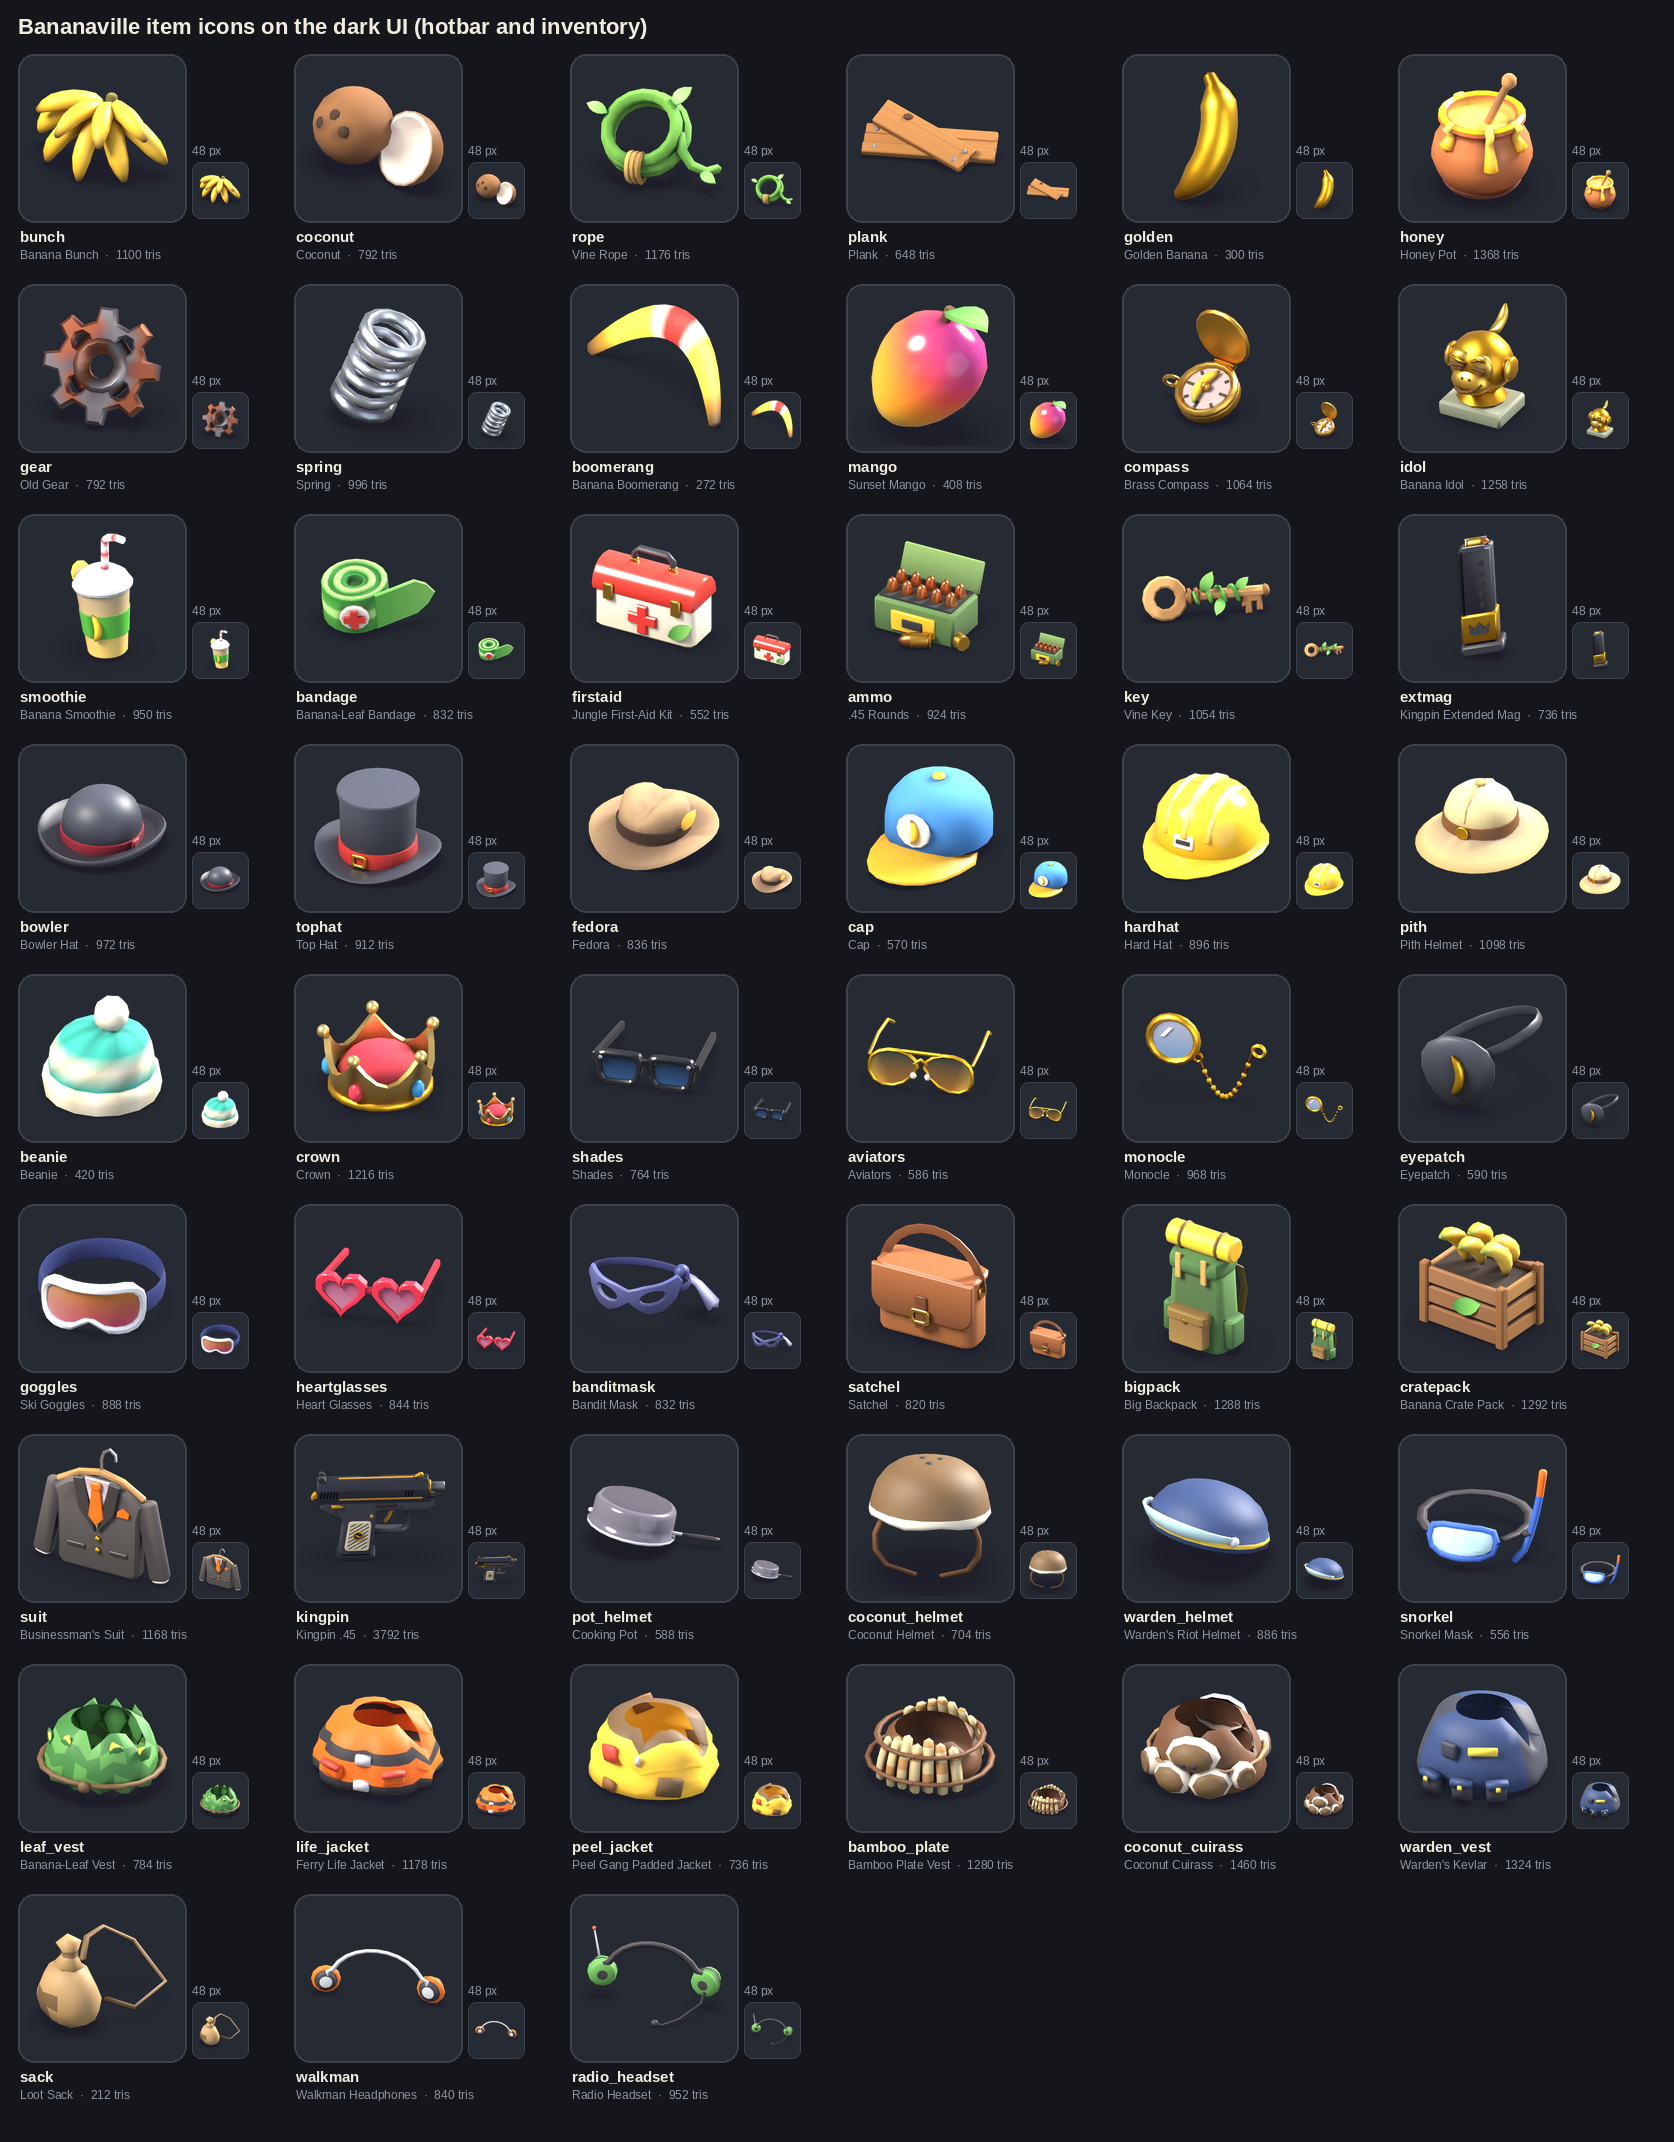 Bananaville item icons on the dark UI (hotbar and inventory)
48 px
48 px
48 px
48 px
48 px
48 px
bunch
Banana Bunch · 1100 tris
coconut
Coconut · 792 tris
rope
Vine Rope · 1176 tris
plank
Plank · 648 tris
golden
Golden Banana · 300 tris
honey
Honey Pot · 1368 tris
48 px
48 px
48 px
48 px
48 px
48 px
gear
Old Gear · 792 tris
spring
Spring · 996 tris
boomerang
Banana Boomerang · 272 tris
mango
Sunset Mango · 408 tris
compass
Brass Compass · 1064 tris
idol
Banana Idol · 1258 tris
48 px
48 px
48 px
48 px
48 px
48 px
smoothie
Banana Smoothie · 950 tris
bandage
Banana-Leaf Bandage · 832 tris
firstaid
Jungle First-Aid Kit · 552 tris
ammo
.45 Rounds · 924 tris
key
Vine Key · 1054 tris
extmag
Kingpin Extended Mag · 736 tris
48 px
48 px
48 px
48 px
48 px
48 px
bowler
Bowler Hat · 972 tris
tophat
Top Hat · 912 tris
fedora
Fedora · 836 tris
cap
Cap · 570 tris
hardhat
Hard Hat · 896 tris
pith
Pith Helmet · 1098 tris
48 px
48 px
48 px
48 px
48 px
48 px
beanie
Beanie · 420 tris
crown
Crown · 1216 tris
shades
Shades · 764 tris
aviators
Aviators · 586 tris
monocle
Monocle · 968 tris
eyepatch
Eyepatch · 590 tris
48 px
48 px
48 px
48 px
48 px
48 px
goggles
Ski Goggles · 888 tris
heartglasses
Heart Glasses · 844 tris
banditmask
Bandit Mask · 832 tris
satchel
Satchel · 820 tris
bigpack
Big Backpack · 1288 tris
cratepack
Banana Crate Pack · 1292 tris
48 px
48 px
48 px
48 px
48 px
48 px
suit
Businessman's Suit · 1168 tris
kingpin
Kingpin .45 · 3792 tris
pot_helmet
Cooking Pot · 588 tris
coconut_helmet
Coconut Helmet · 704 tris
warden_helmet
Warden's Riot Helmet · 886 tris
snorkel
Snorkel Mask · 556 tris
48 px
48 px
48 px
48 px
48 px
48 px
leaf_vest
Banana-Leaf Vest · 784 tris
life_jacket
Ferry Life Jacket · 1178 tris
peel_jacket
Peel Gang Padded Jacket · 736 tris
bamboo_plate
Bamboo Plate Vest · 1280 tris
coconut_cuirass
Coconut Cuirass · 1460 tris
warden_vest
Warden's Kevlar · 1324 tris
48 px
48 px
48 px
sack
Loot Sack · 212 tris
walkman
Walkman Headphones · 840 tris
radio_headset
Radio Headset · 952 tris